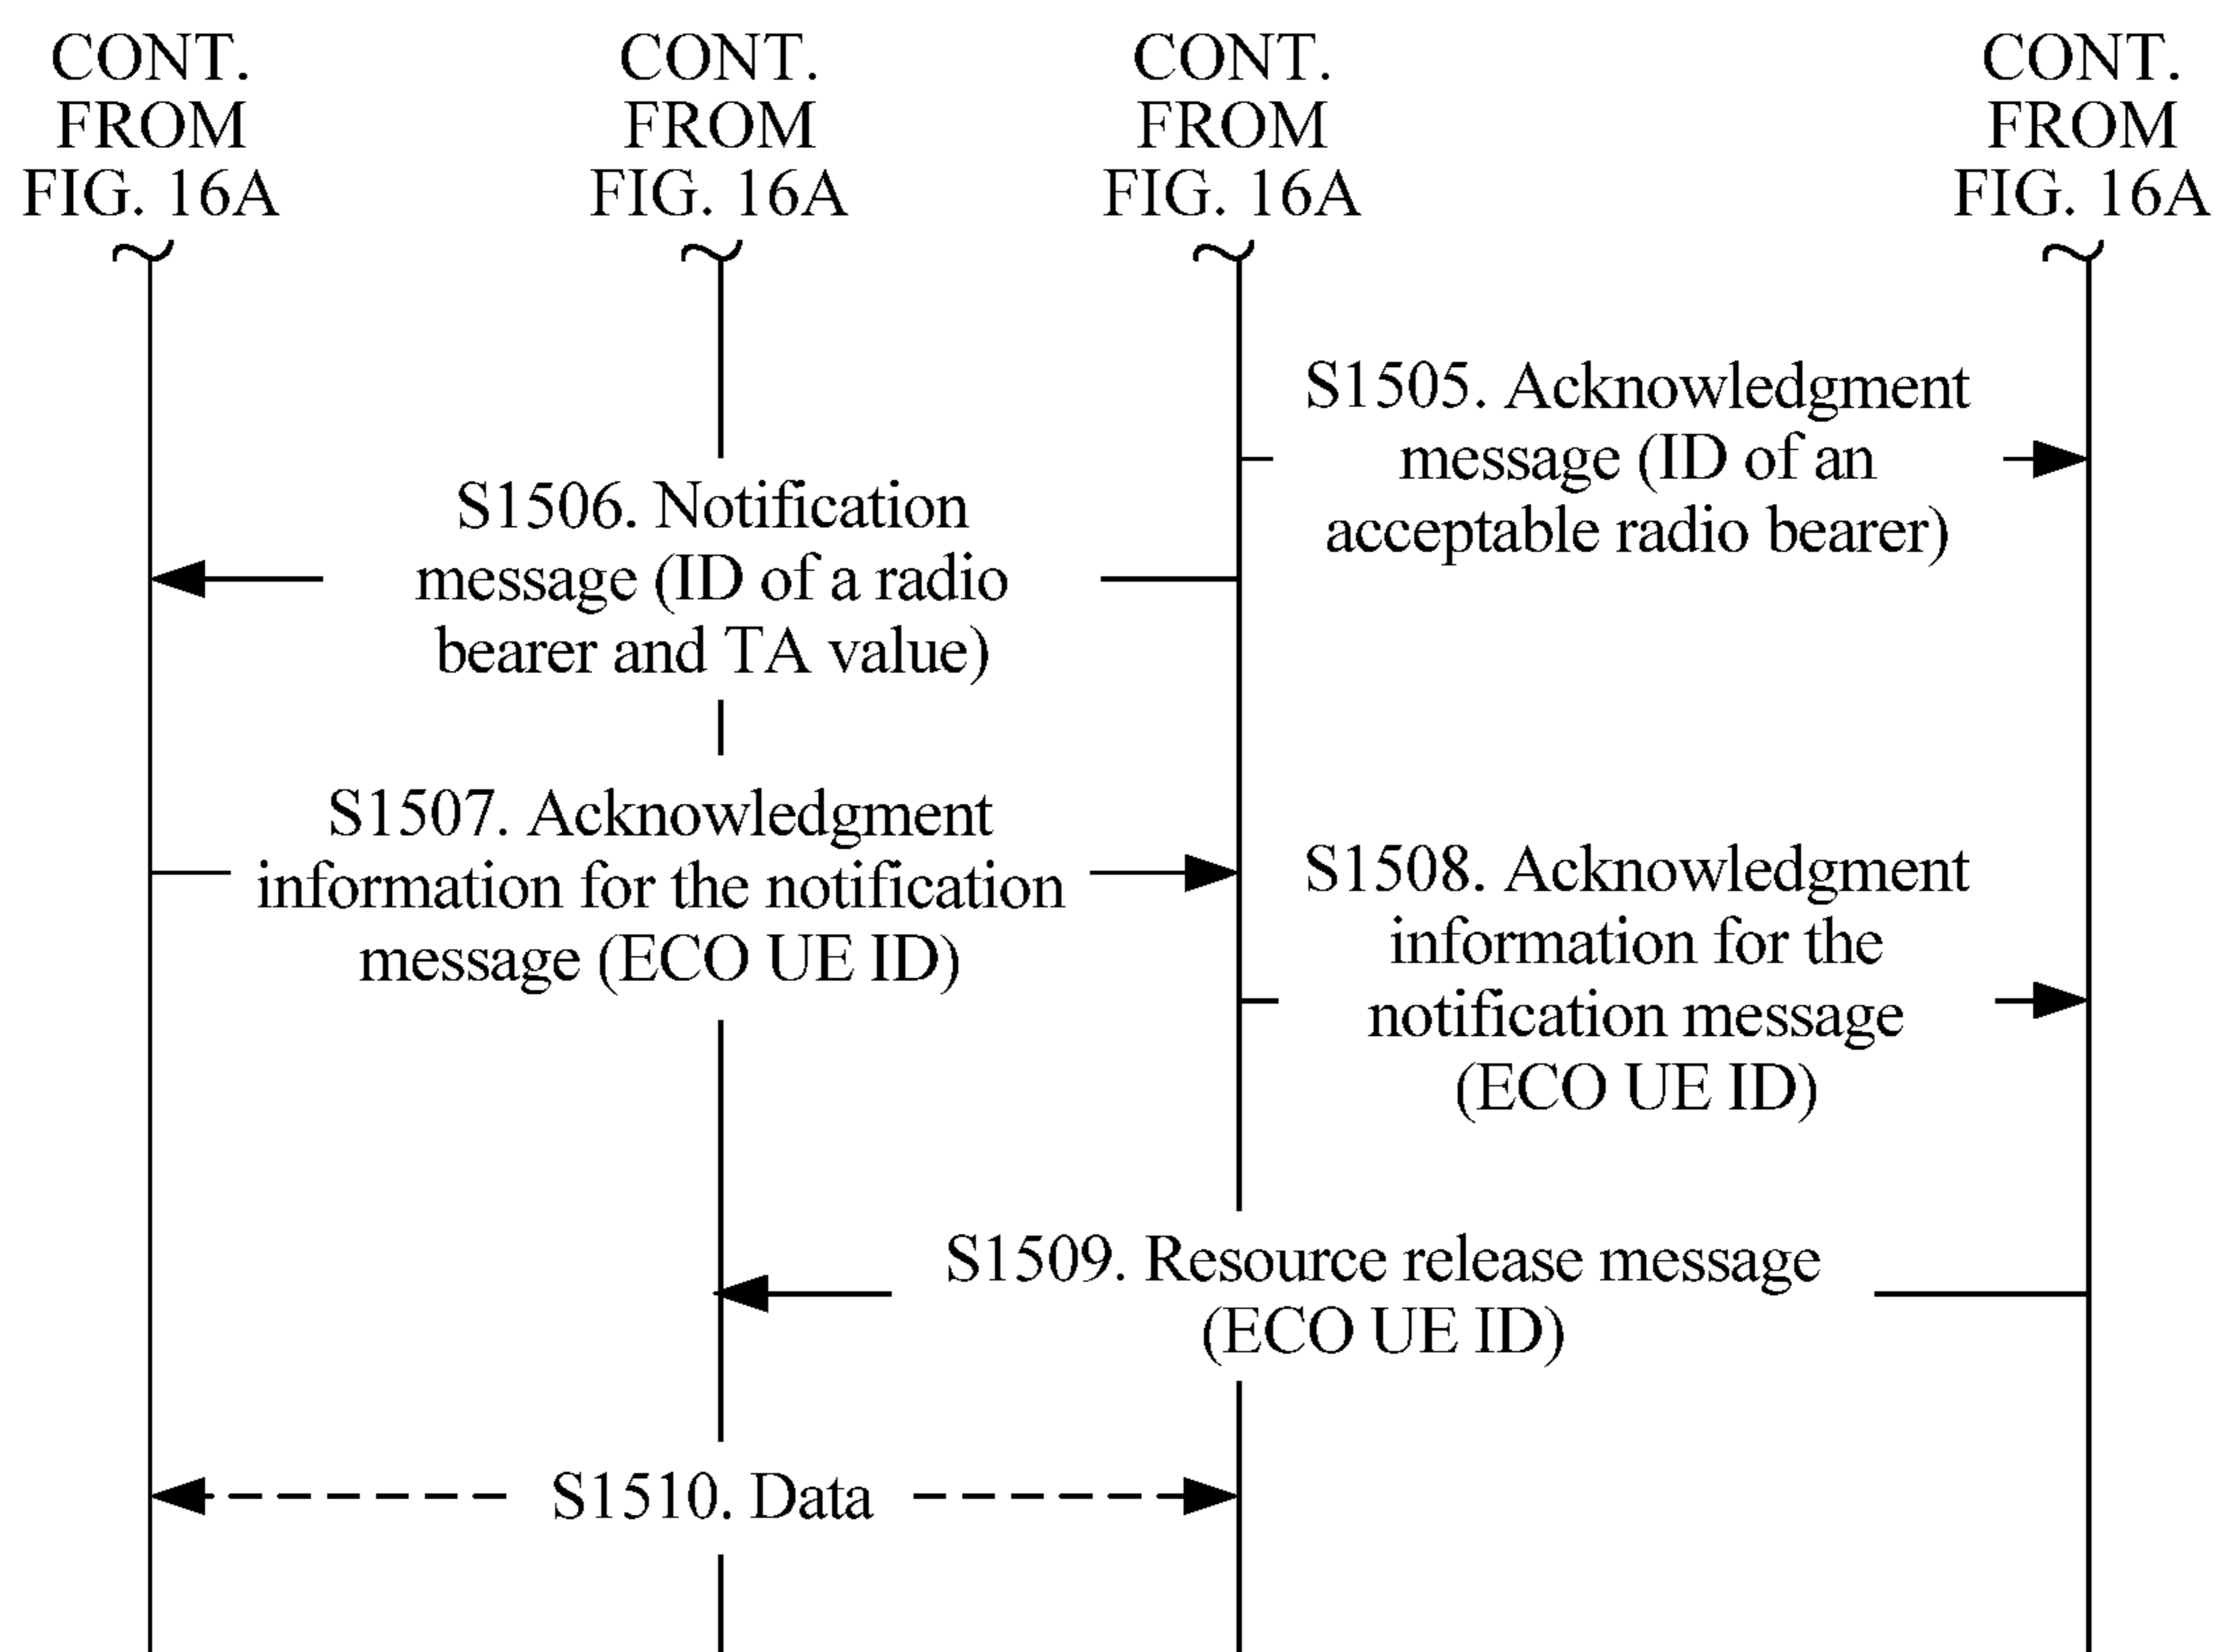 CONT.
FROM
FIG. 16A
CONT.
FROM
FIG. 16A
CONT.
FROM
FIG. 16A
CONT.
FROM
FIG. 16A
S1505. Acknowledgment
message (ID of an
acceptable radio bearer)
S1506. Notification
message (ID of a radio
bearer and TA value)
S1507. Acknowledgment
information for the notification
message (ECO UE ID)
S1508. Acknowledgment
information for the
notification message
(ECO UE ID)
S1509. Resource release message
(ECO UE ID)
S1510. Data